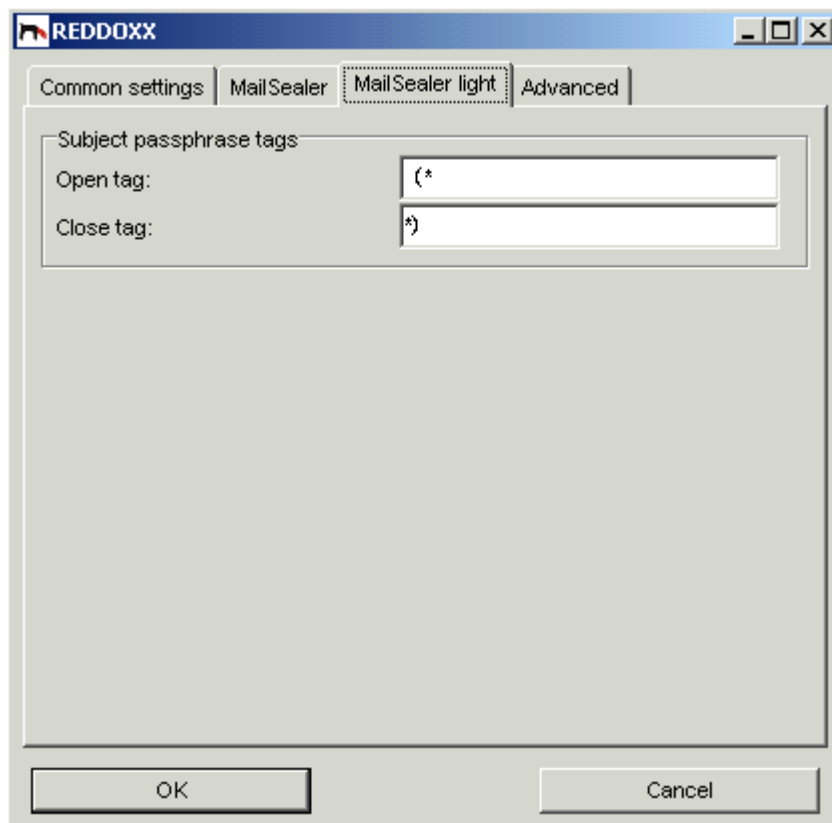 REDDOXX
Common settings MailSealer MailSealer light Advanced
Subject passphrase tags
Open tag: (*
Close tag: *)
OK Cancel